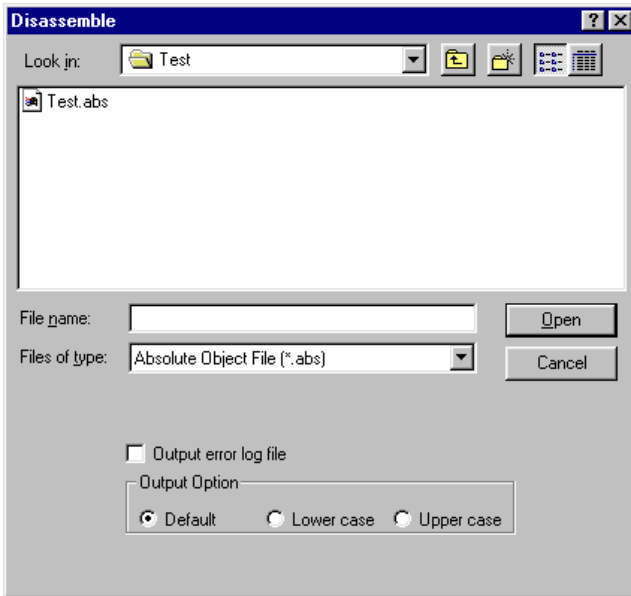 Disassemble
Look in: Test
Test.abs
File name: Open
Files of type: Absolute Object File (*.abs) Cancel
Output error log file
Output Option
Default Lower case Upper case